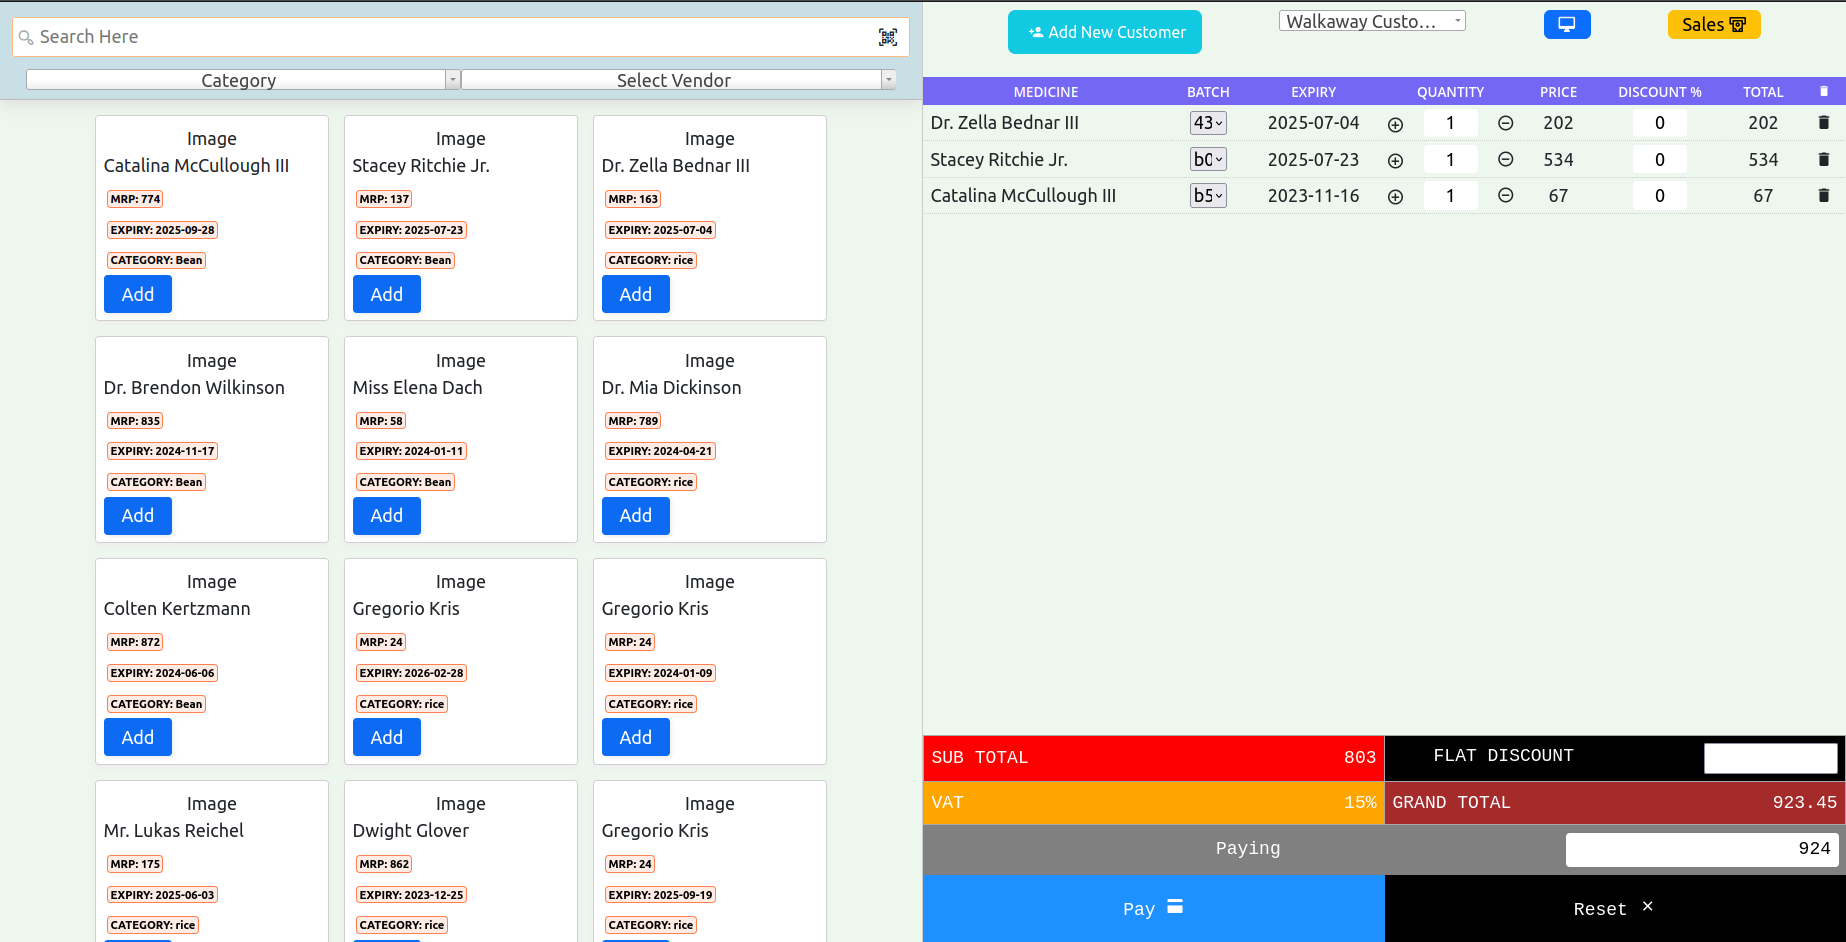 Search Here
Category Select Vendor
Image
Catalina McCullough III
MRP: 774
EXPIRY: 2025-09-28
CATEGORY: Bean
Add
Image
Stacey Ritchie Jr.
MRP: 137
EXPIRY: 2025-07-23
CATEGORY: Bean
Add
Image
Dr. Zella Bednar III
MRP: 163
EXPIRY: 2025-07-04
CATEGORY: rice
Add
Image
Dr. Brendon Wilkinson
MRP: 835
EXPIRY: 2024-11-17
CATEGORY: Bean
Add
Image
Miss Elena Dach
MRP: 58
EXPIRY: 2024-01-11
CATEGORY: Bean
Add
Image
Dr. Mia Dickinson
MRP: 789
EXPIRY: 2024-04-21
CATEGORY: rice
Add
Image
Colten Kertzmann
MRP: 872
EXPIRY: 2024-06-06
CATEGORY: Bean
Add
Image
Gregorio Kris
MRP: 24
EXPIRY: 2026-02-28
CATEGORY: rice
Add
Image
Gregorio Kris
MRP: 24
EXPIRY: 2024-01-09
CATEGORY: rice
Add
Image
Mr. Lukas Reichel
MRP: 175
EXPIRY: 2025-06-03
CATEGORY: rice
Image
Dwight Glover
MRP: 862
EXPIRY: 2023-12-25
CATEGORY: rice
Image
Gregorio Kris
MRP: 24
EXPIRY: 2025-09-19
CATEGORY: rice
Add New Customer Walkaway Custo... Sales
MEDICINE BATCH EXPIRY QUANTITY PRICE DISCOUNT % TOTAL
Dr. Zella Bednar III 43 2025-07-04 1 202 0 202
Stacey Ritchie Jr. b0 2025-07-23 1 534 0 534
Catalina McCullough III b5 2023-11-16 1 67 0 67
SUB TOTAL 803 FLAT DISCOUNT
VAT 15% GRAND TOTAL 923.45
Paying 924
Pay Reset